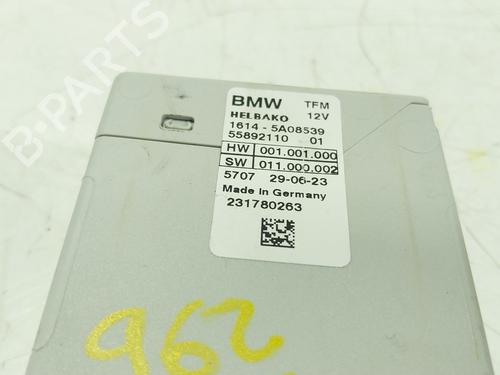 BMW TFM
HELBAKO 12V
1614 - 5A08539
55892110 01
HW 001.001.000
SW 011.000.002
5707 29-06-23
Made in Germany
231780263
962
B-PARTS